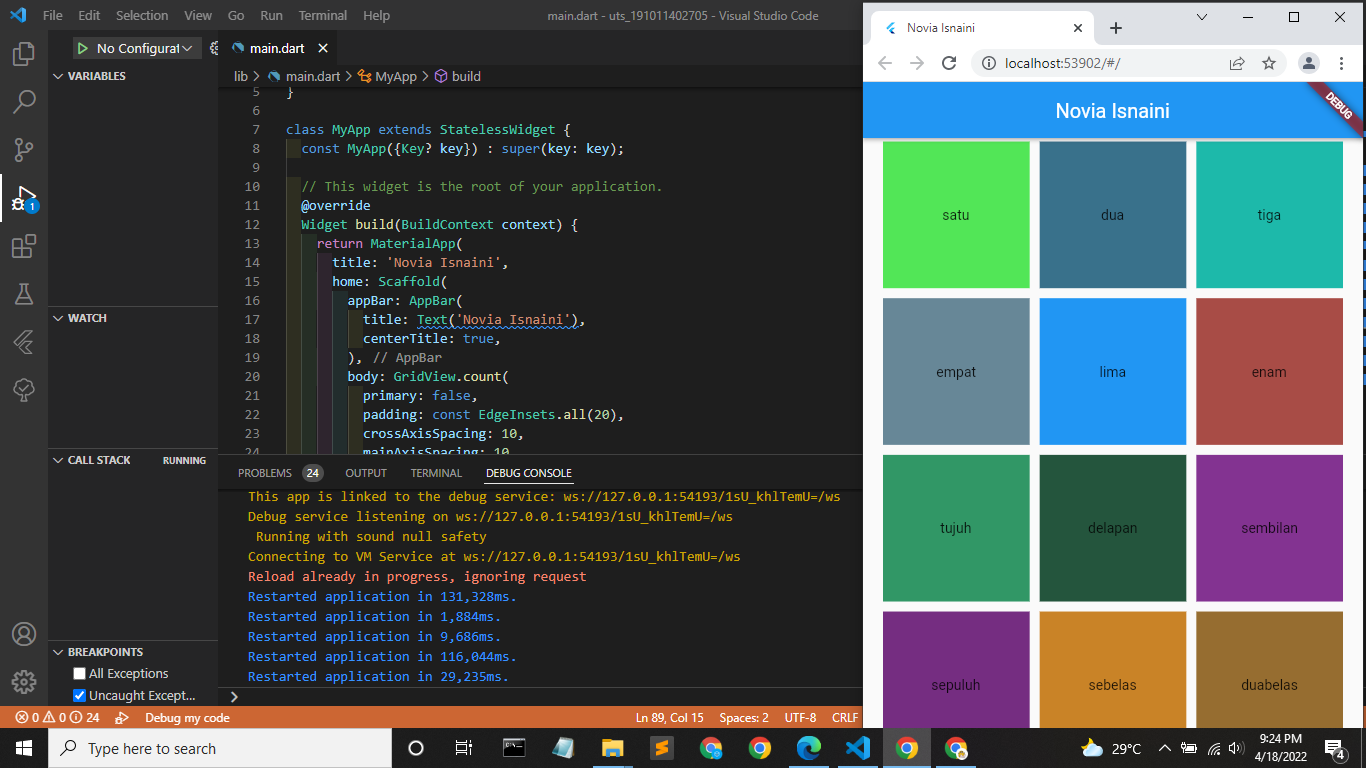 File Edit Selection View Go Run Terminal Help
main.dart - uts_191011402705 - Visual Studio Code
No Configurat
VARIABLES
WATCH
CALL STACK
RUNNING
BREAKPOINTS
All Exceptions
Uncaught Except...
1
main.dart
lib > main.dart > MyApp > build
5 }
6
7 class MyApp extends StatelessWidget {
8 const MyApp({Key? key}) : super(key: key);
9
10 // This widget is the root of your application.
11 @override
12 Widget build(BuildContext context) {
13 return MaterialApp(
14 title: 'Novia Isnaini',
15 home: Scaffold(
16 appBar: AppBar(
17 title: Text('Novia Isnaini'),
18 centerTitle: true,
19 ), // AppBar
20 body: GridView.count(
21 primary: false,
22 padding: const EdgeInsets.all(20),
23 crossAxisSpacing: 10,
24 mainAxisSpacing: 10
PROBLEMS 24 OUTPUT TERMINAL DEBUG CONSOLE
This app is linked to the debug service: ws://127.0.0.1:54193/1sU_khlTemU=/ws
Debug service listening on ws://127.0.0.1:54193/1sU_khlTemU=/ws
Running with sound null safety
Connecting to VM Service at ws://127.0.0.1:54193/1sU_khlTemU=/ws
Reload already in progress, ignoring request
Restarted application in 131,328ms.
Restarted application in 1,884ms.
Restarted application in 9,686ms.
Restarted application in 116,044ms.
Restarted application in 29,235ms.
0 0 24 Debug my code
Ln 89, Col 15 Spaces: 2 UTF-8 CRLF
Novia Isnaini
localhost:53902/#/
Novia Isnaini
DEBUG
satu dua tiga
empat lima enam
tujuh delapan sembilan
sepuluh sebelas duabelas
Type here to search
29°C
9:24 PM
4/18/2022
4